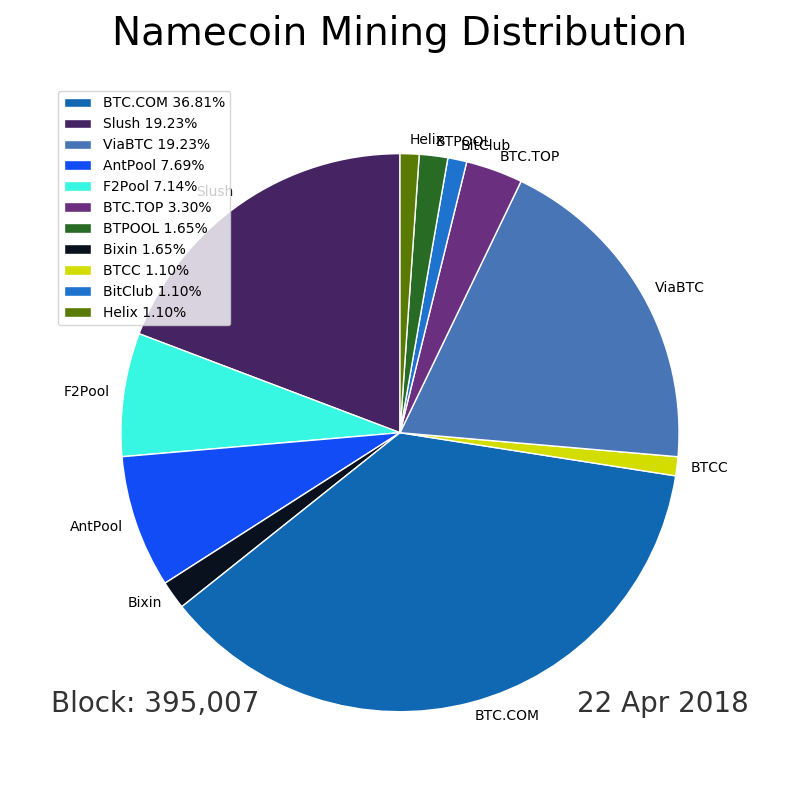 Namecoin Mining Distribution
BTC.COM 36.81%
Slush 19.23%
ViaBTC 19.23%
AntPool 7.69%
F2Pool 7.14%
BTC.TOP 3.30%
BTPOOL 1.65%
Bixin 1.65%
BTCC 1.10%
BitClub 1.10%
Helix 1.10%
Helix
BTPOOL
BitClub
BTC.TOP
Slush
ViaBTC
F2Pool
BTCC
AntPool
Bixin
BTC.COM
Block: 395,007
22 Apr 2018